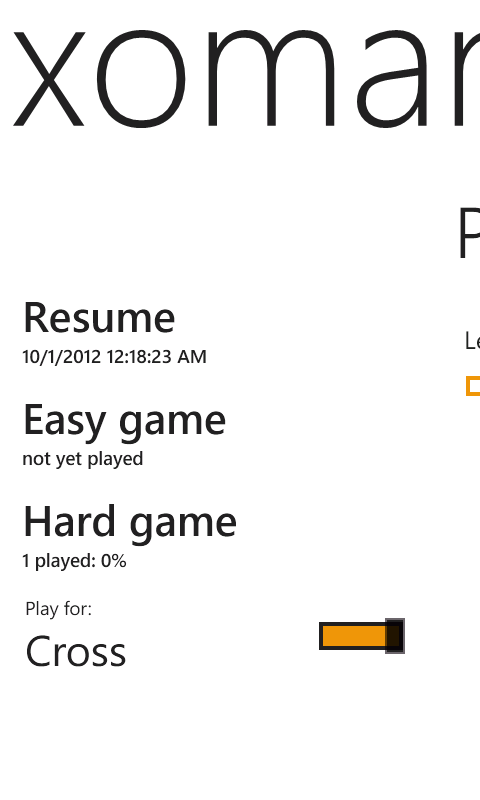 xomar
P
Resume
10/1/2012 12:18:23 AM
Le
Easy game
not yet played
Hard game
1 played: 0%
Play for:
Cross